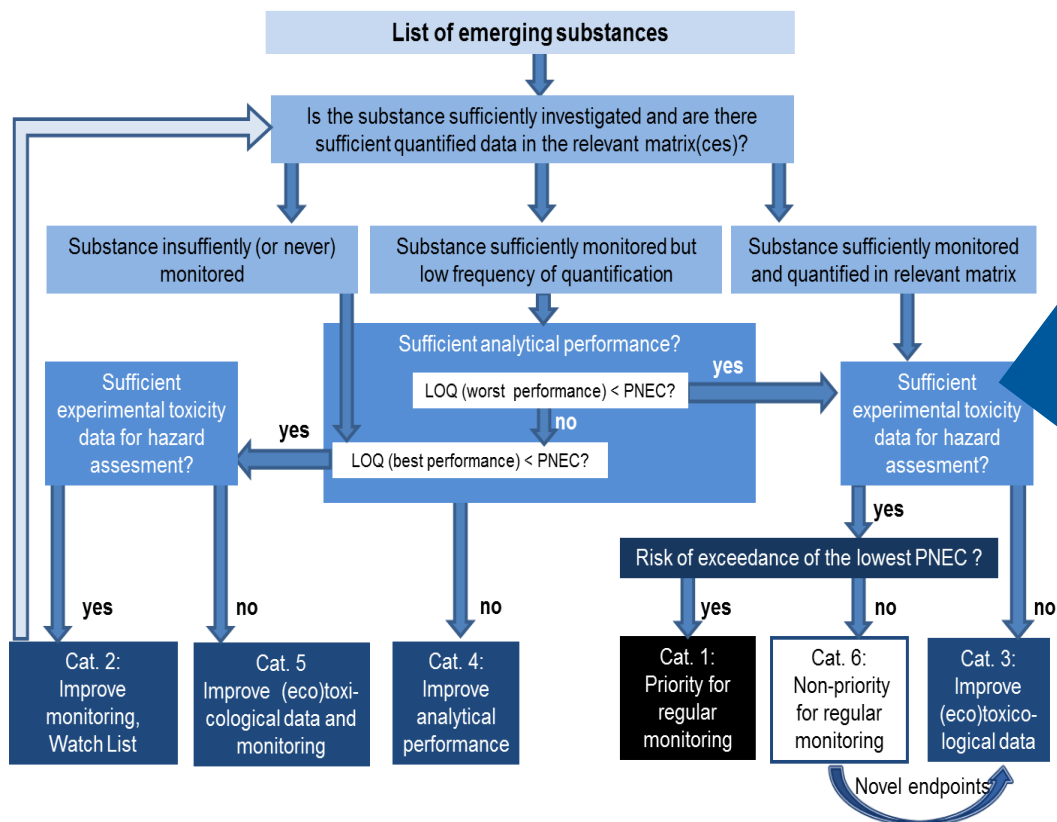 List of emerging substances
Is the substance sufficiently investigated and are there
sufficient quantified data in the relevant matrix(ces)?
Substance insuffiently (or never)
monitored
Substance sufficiently monitored but
low frequency of quantification
Substance sufficiently monitored
and quantified in relevant matrix
Sufficient analytical performance?
LOQ (worst performance) < PNEC?
yes
no
LOQ (best performance) < PNEC?
yes
Sufficient
experimental toxicity
data for hazard
assesment?
Sufficient
experimental toxicity
data for hazard
assesment?
yes
Risk of exceedance of the lowest PNEC ?
yes
no
no
yes
no
no
Cat. 2:
Improve
monitoring,
Watch List
Cat. 5
Improve (eco)toxi-
cological data and
monitoring
Cat. 4:
Improve
analytical
performance
Cat. 1:
Priority for
regular
monitoring
Cat. 6:
Non-priority
for regular
monitoring
Cat. 3:
Improve
(eco)toxico-
logical data
Novel endpoints